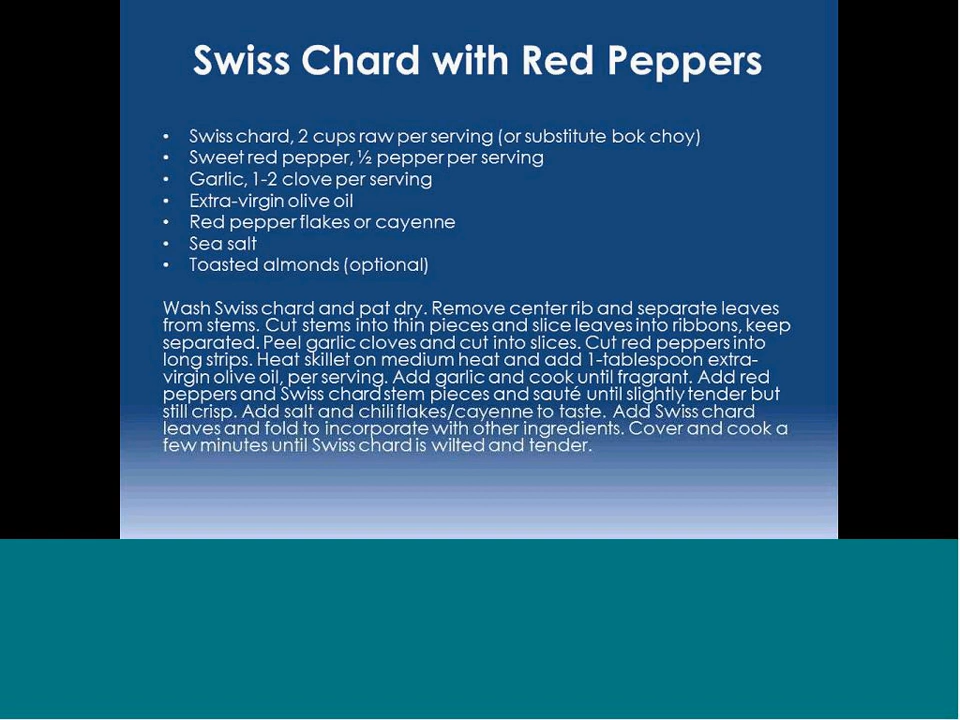 Swiss Chard with Red Peppers
• Swiss chard, 2 cups raw per serving (or substitute bok choy)
• Sweet red pepper, ½ pepper per serving
• Garlic, 1-2 clove per serving
• Extra-virgin olive oil
• Red pepper flakes or cayenne
• Sea salt
• Toasted almonds (optional)
Wash Swiss chard and pat dry. Remove center rib and separate leaves
from stems. Cut stems into thin pieces and slice leaves into ribbons, keep
separated. Peel garlic cloves and cut into slices. Cut red peppers into
long strips. Heat skillet on medium heat and add 1-tablespoon extra-
virgin olive oil, per serving. Add garlic and cook until fragrant. Add red
peppers and Swiss chard stem pieces and sauté until slightly tender but
still crisp. Add salt and chili flakes/cayenne to taste. Add Swiss chard
leaves and fold to incorporate with other ingredients. Cover and cook a
few minutes until Swiss chard is wilted and tender.